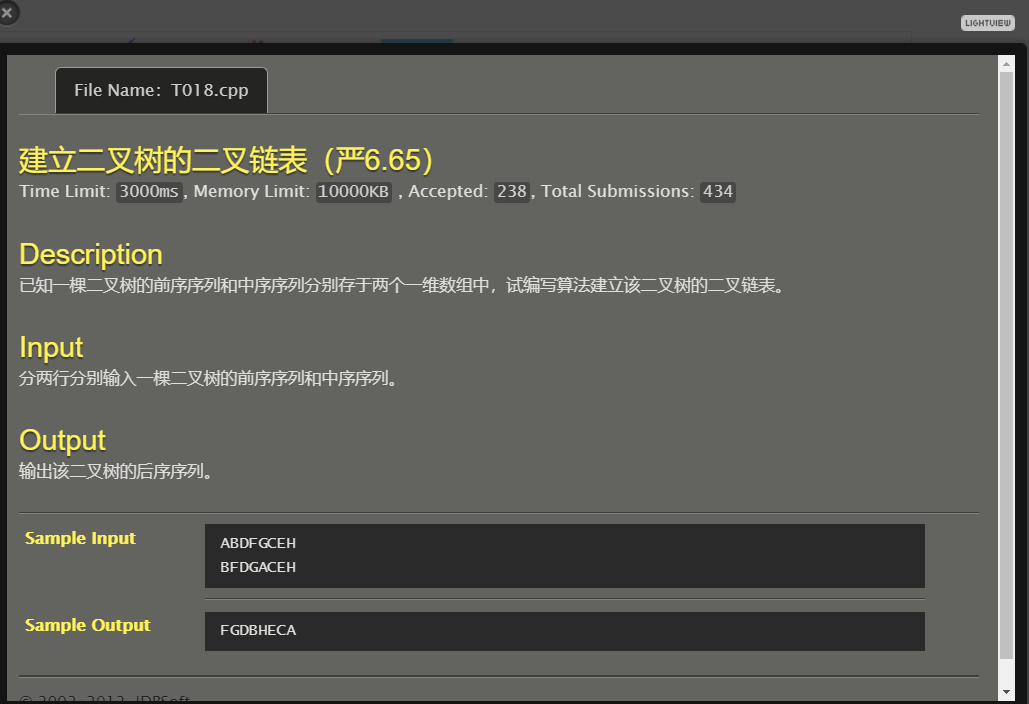 LIGHTVIEW
File Name: T018.cpp
建立二叉树的二叉链表（严6.65）
Time Limit: 3000ms, Memory Limit: 10000KB , Accepted: 238, Total Submissions: 434
Description
已知一棵二叉树的前序序列和中序序列分别存于两个一维数组中，试编写算法建立该二叉树的二叉链表。
Input
分两行分别输入一棵二叉树的前序序列和中序序列。
Output
输出该二叉树的后序序列。
Sample Input
ABDFGCEH
BFDGACEH
Sample Output
FGDBHECA